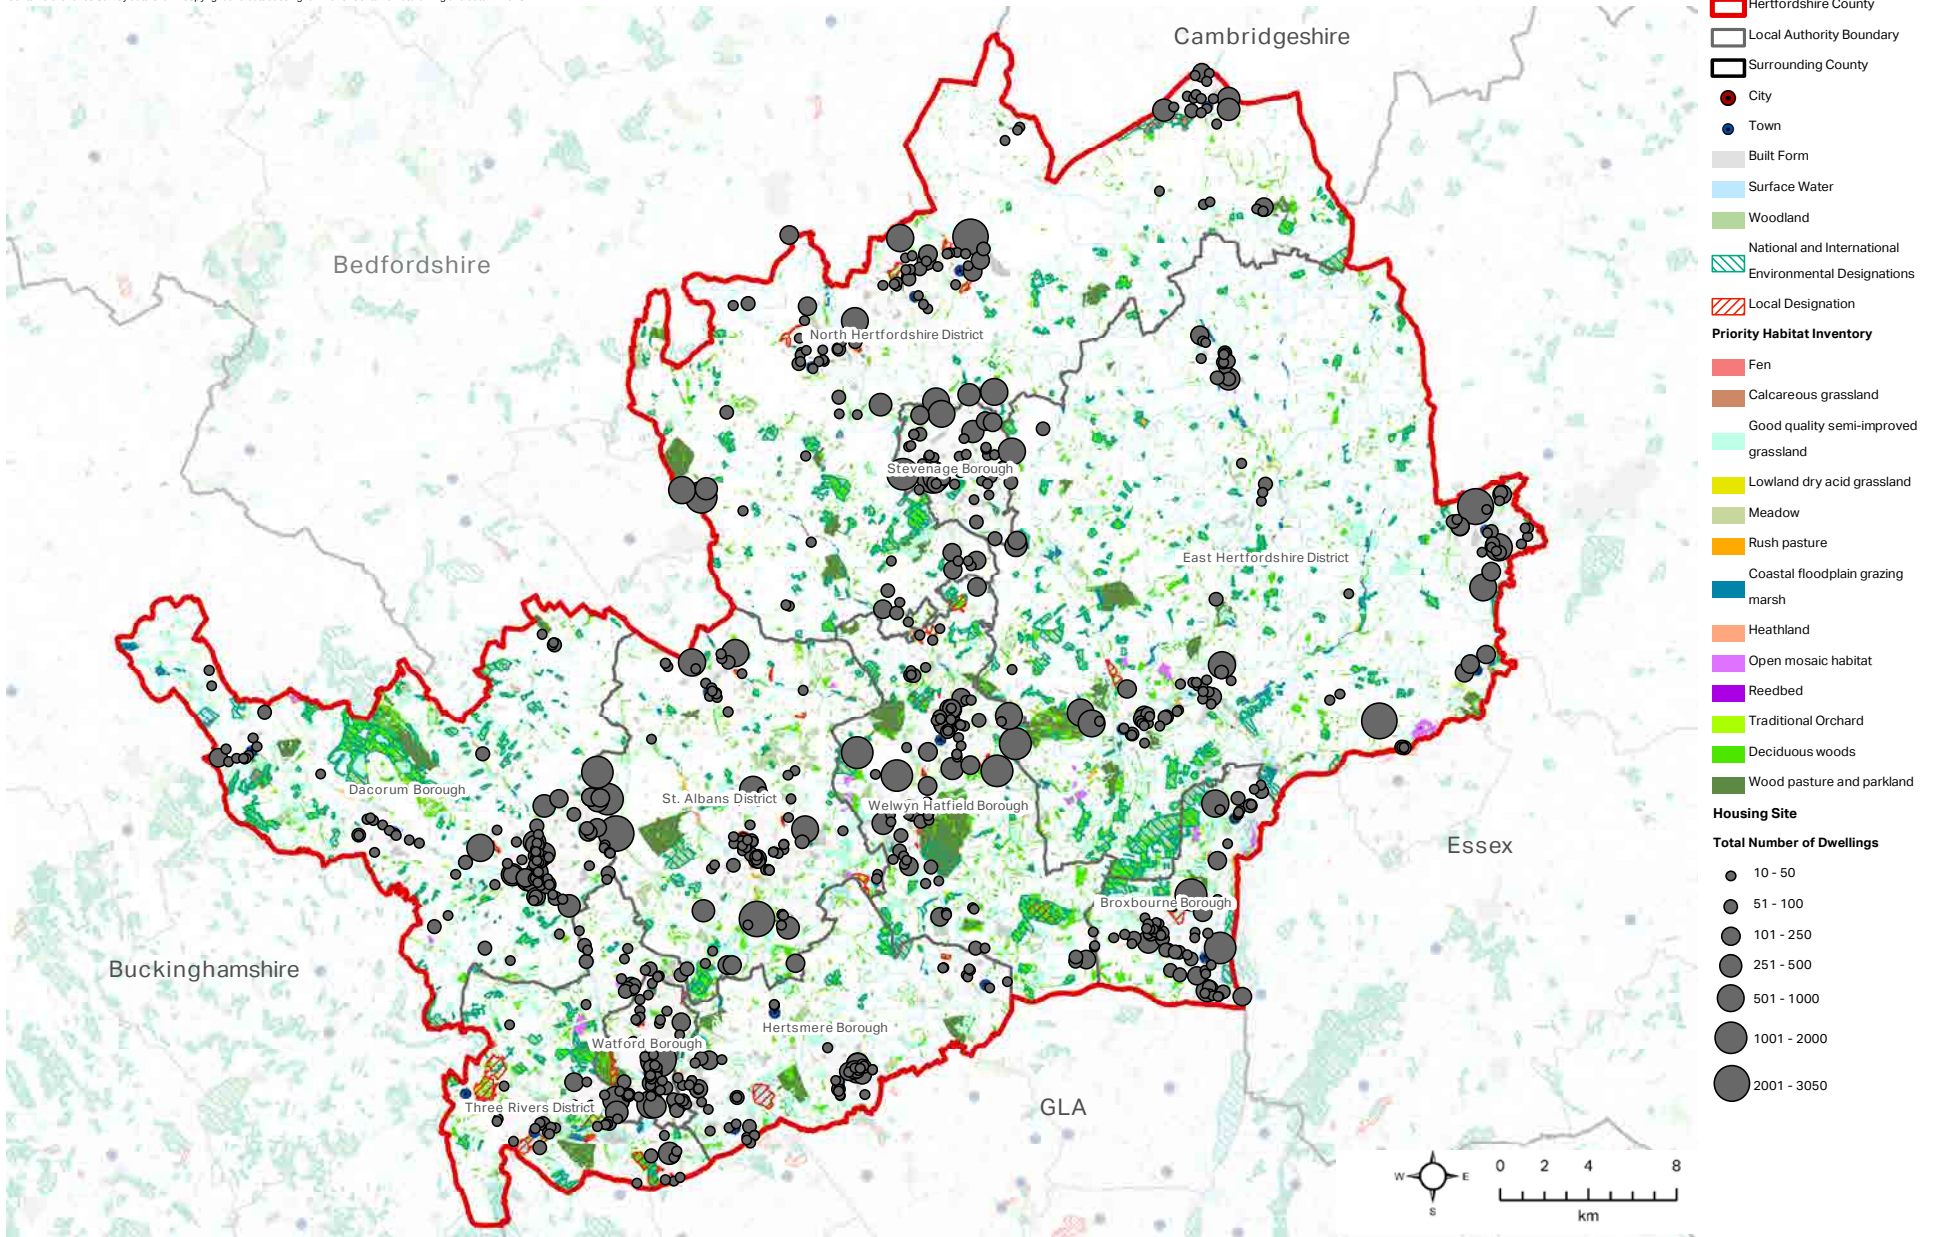 Hertfordshire County
Cambridgeshire
Local Authority Boundary
Surrounding County
City
Town
Built Form
Surface Water
Woodland
National and International
Environmental Designations
Bedfordshire
Local Designation
North Hertfordshire District
Priority Habitat Inventory
Fen
Calcareous grassland
Good quality semi-improved
grassland
Stevenage Borough
Lowland dry acid grassland
Meadow
Rush pasture
East Hertfordshire District
Coastal floodplain grazing
marsh
Heathland
Open mosaic habitat
Reedbed
Traditional Orchard
Deciduous woods
Wood pasture and parkland
Dacorum Borough
St. Albans District
Welwyn Hatfield Borough
Housing Site
Total Number of Dwellings
Essex
10 - 50
51 - 100
Broxbourne Borough
101 - 250
251 - 500
Buckinghamshire
501 - 1000
Hertsmere Borough
Watford Borough
1001 - 2000
2001 - 3050
Three Rivers District
GLA
W E
S
0 2 4 8
km